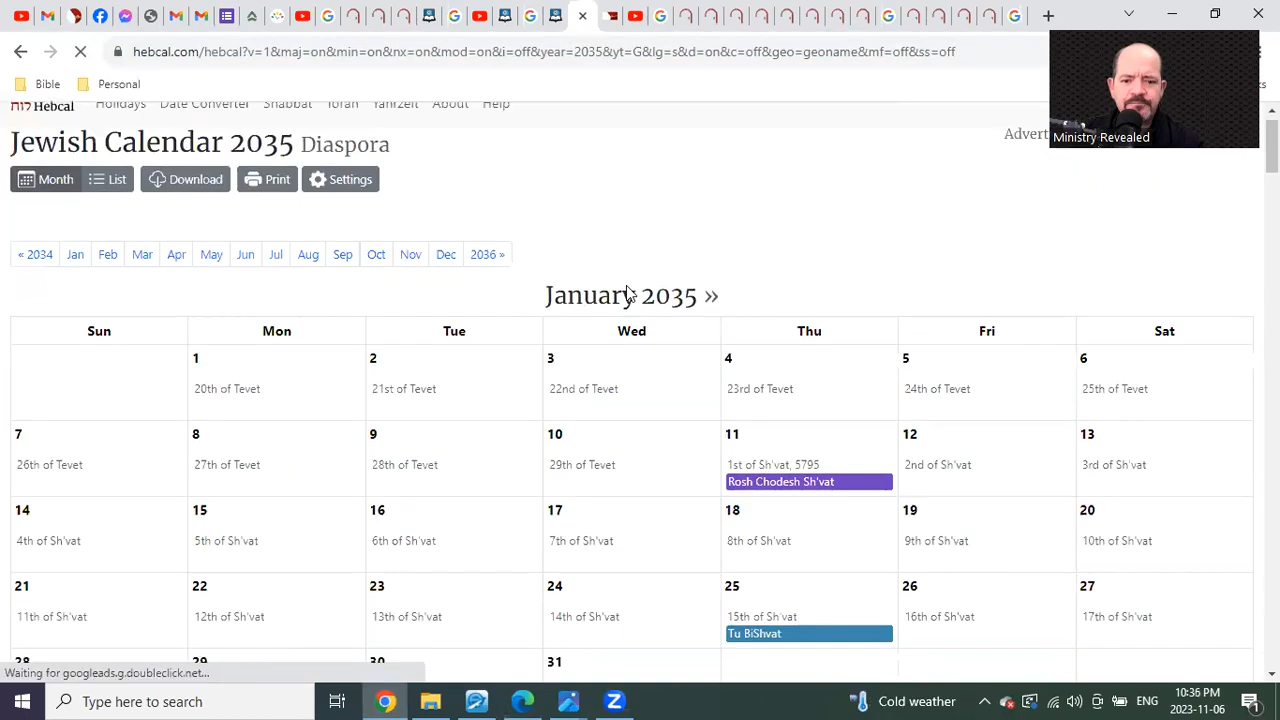 hebcal.com/hebcal?v=1&maj=on&min=on&nx=on&mod=on&i=off&year=2035&yt=G&lg=s&d=on&c=off&geo=geoname&mf=off&ss=off
Bible Personal
לוח Hebcal Holidays Date Converter Shabbat Torah Yahrzeit About Help
Ministry Revealed
Jewish Calendar 2035 Diaspora
Month List Download Print Settings
« 2034 Jan Feb Mar Apr May Jun Jul Aug Sep Oct Nov Dec 2036 »
January 2035 »
Sun Mon Tue Wed Thu Fri Sat
1 2 3 4 5 6
20th of Tevet 21st of Tevet 22nd of Tevet 23rd of Tevet 24th of Tevet 25th of Tevet
7 8 9 10 11 12 13
26th of Tevet 27th of Tevet 28th of Tevet 29th of Tevet 1st of Sh'vat, 5795 2nd of Sh'vat 3rd of Sh'vat
Rosh Chodesh Sh'vat
14 15 16 17 18 19 20
4th of Sh'vat 5th of Sh'vat 6th of Sh'vat 7th of Sh'vat 8th of Sh'vat 9th of Sh'vat 10th of Sh'vat
21 22 23 24 25 26 27
11th of Sh'vat 12th of Sh'vat 13th of Sh'vat 14th of Sh'vat 15th of Sh'vat 16th of Sh'vat 17th of Sh'vat
Tu BiShvat
28 29 30 31
Waiting for googleads.g.doubleclick.net...
Type here to search Cold weather ENG 10:36 PM
2023-11-06